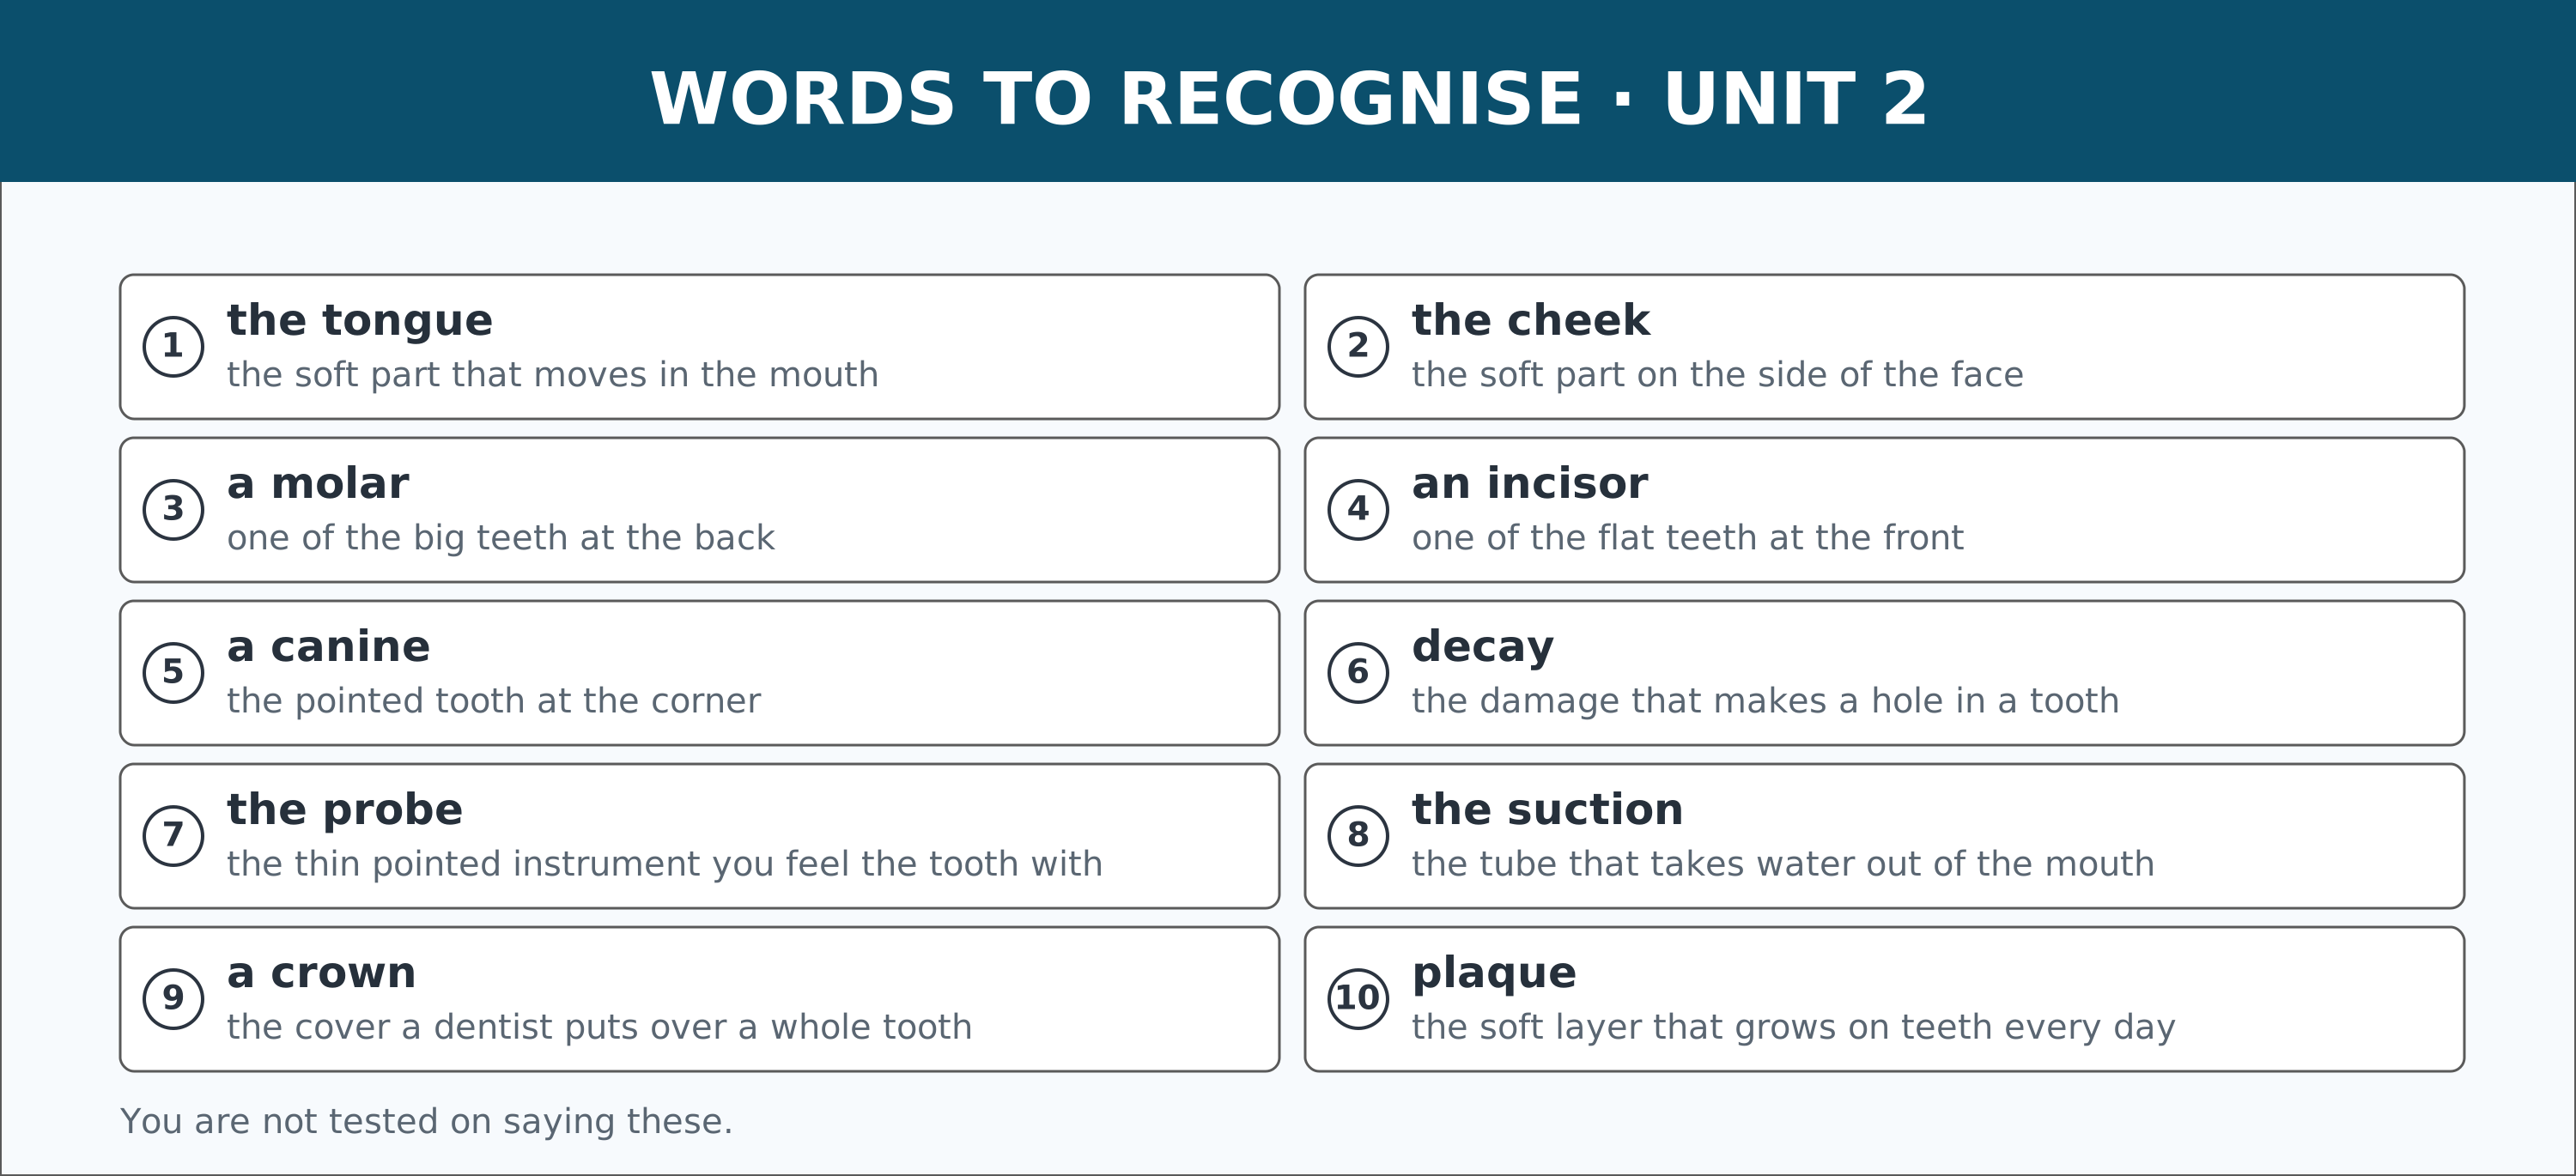 WORDS TO RECOGNISE · UNIT 2
1
the tongue
the soft part that moves in the mouth
2
the cheek
the soft part on the side of the face
3
a molar
one of the big teeth at the back
4
an incisor
one of the flat teeth at the front
5
a canine
the pointed tooth at the corner
6
decay
the damage that makes a hole in a tooth
7
the probe
the thin pointed instrument you feel the tooth with
8
the suction
the tube that takes water out of the mouth
9
a crown
the cover a dentist puts over a whole tooth
10
plaque
the soft layer that grows on teeth every day
You are not tested on saying these.